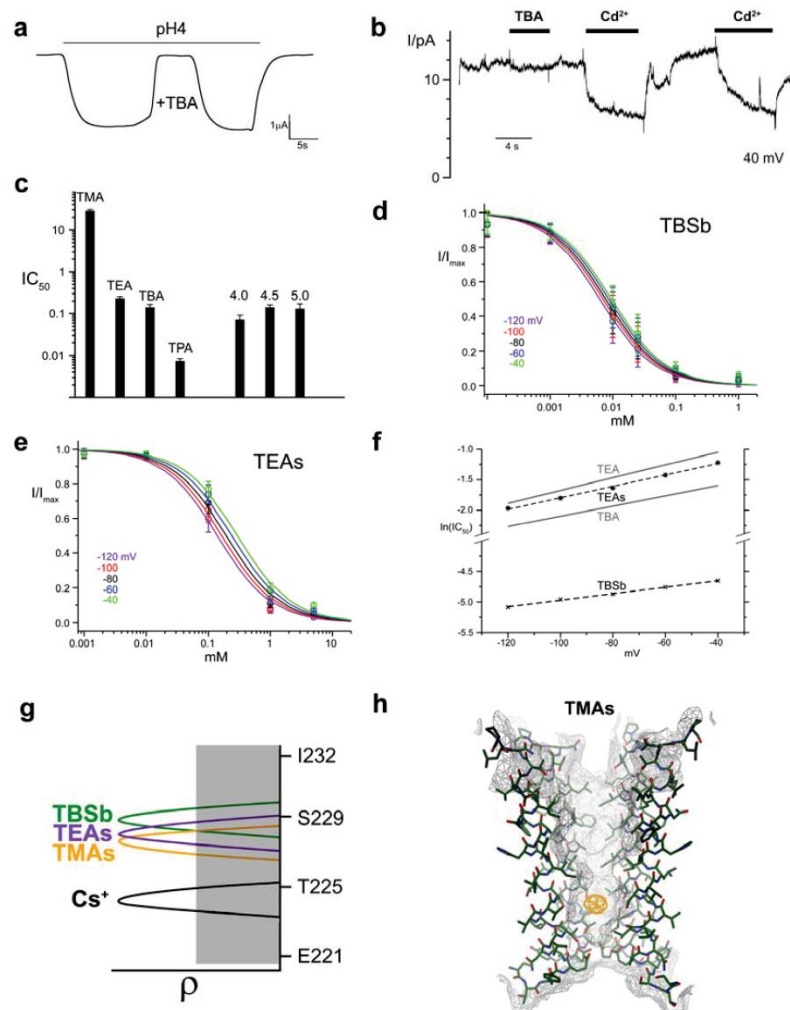 a
pH4
+TBA
1μA
5s
b
I/pA
TBA
Cd²⁺
Cd²⁺
10
0
4 s
40 mV
c
IC₅₀
10
1
0.1
0.01
TMA
TEA
TBA
TPA
4.0
4.5
5.0
d
TBSb
I/Imax
1.0
0.8
0.6
0.4
0.2
0.0
-120 mV
-100
-80
-60
-40
0.001
0.01
0.1
1
mM
e
TEAs
I/Imax
1.0
0.8
0.6
0.4
0.2
0.0
-120 mV
-100
-80
-60
-40
0.001
0.01
0.1
1
10
mM
f
-1.0
-1.5
-2.0
ln(IC₅₀)
-4.5
-5.0
-5.5
TEA
TEAs
TBA
TBSb
-120
-100
-80
-60
-40
mV
g
TBSb
TEAs
TMAs
Cs⁺
I232
S229
T225
E221
ρ
h
TMAs